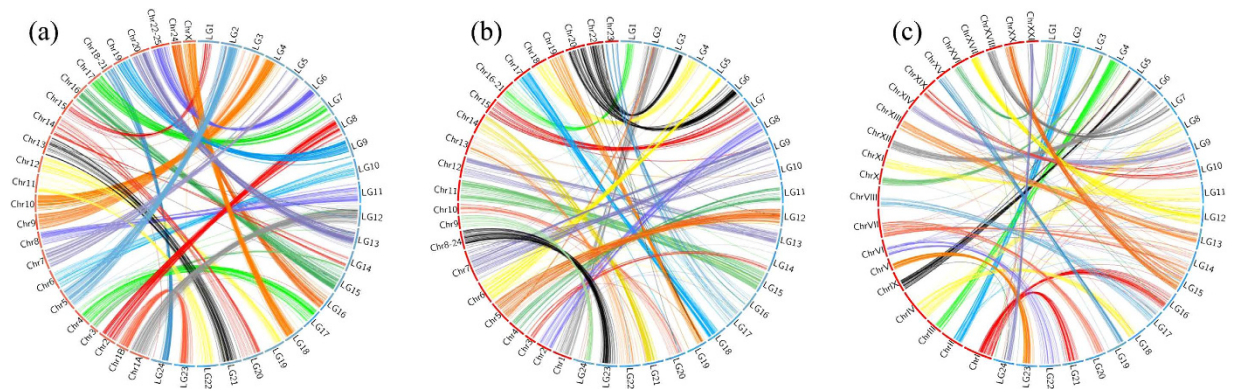 (a)
LG1
LG2
LG3
LG4
LG5
LG6
LG7
LG8
LG9
LG10
LG11
LG12
LG13
LG14
LG15
LG16
LG17
LG18
LG19
LG20
LG21
LG22
LG23
LG24
Chr1A
Chr1B
Chr2
Chr3
Chr4
Chr5
Chr6
Chr7
Chr8
Chr9
Chr10
Chr11
Chr12
Chr13
Chr14
Chr15
Chr16
Chr17
Chr18-21
Chr19
Chr20
Chr22-25
Chr24
ChrX
(b)
LG1
LG2
LG3
LG4
LG5
LG6
LG7
LG8
LG9
LG10
LG11
LG12
LG13
LG14
LG15
LG16
LG17
LG18
LG19
LG20
LG21
LG22
LG23
LG24
Chr1
Chr2
Chr3
Chr4
Chr5
Chr6
Chr7
Chr8-24
Chr9
Chr10
Chr11
Chr12
Chr13
Chr14
Chr15
Chr16-21
Chr17
Chr18
Chr19
Chr20
Chr22
Chr23
(c)
LG1
LG2
LG3
LG4
LG6
LG7
LG8
LG9
LG10
LG11
LG12
LG13
LG14
LG15
LG16
LG17
LG18
LG19
LG20
LG21
LG22
LG23
LG24
ChrI
ChrII
ChrIII
ChrIV
ChrIX
ChrV
ChrVI
ChrVII
ChrVIII
ChrX
ChrXI
ChrXII
ChrXIII
ChrXIV
ChrXIX
ChrXV
ChrXVI
ChrXVII
ChrXVIII
ChrXX
ChrXXI